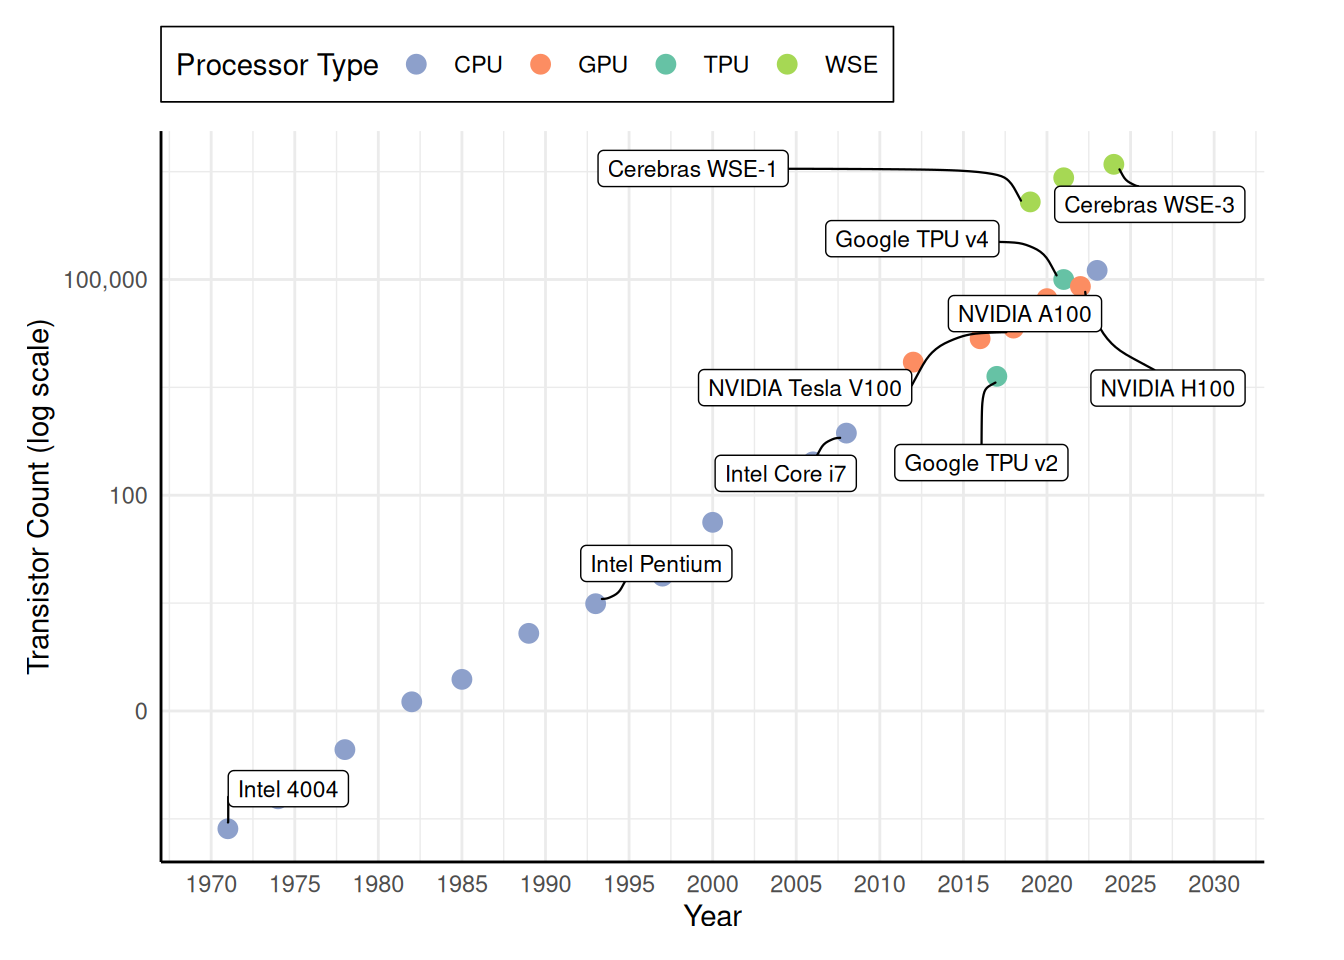 Processor Type CPU GPU TPU WSE
Cerebras WSE-1
Cerebras WSE-3
Google TPU v4
100,000
NVIDIA A100
NVIDIA Tesla V100
NVIDIA H100
Google TPU v2
Intel Core i7
100
Intel Pentium
0
Intel 4004
Transistor Count (log scale)
1970 1975 1980 1985 1990 1995 2000 2005 2010 2015 2020 2025 2030
Year